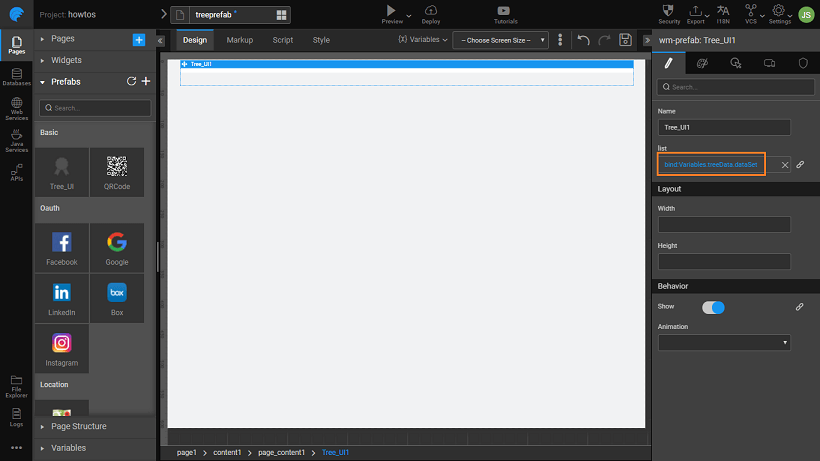 Project: howtos
treeprefab *
Preview
Deploy
Tutorials
Security
Export
I18N
VCS
Settings
JS
Pages
Databases
Web
Services
Java
Services
APIs
File
Explorer
Logs
Pages
Widgets
Prefabs
Search...
Basic
Tree_UI
QRCode
Oauth
Facebook
Google
LinkedIn
Box
Instagram
Location
Page Structure
Variables
Design
Markup
Script
Style
(x) Variables
-- Choose Screen Size --
Tree_UI1
page1 > content1 > page_content1 > Tree_UI1
wm-prefab: Tree_UI1
Search...
Name
Tree_UI1
list
bind:Variables.treeData.dataSet
Layout
Width
Height
Behavior
Show
Animation